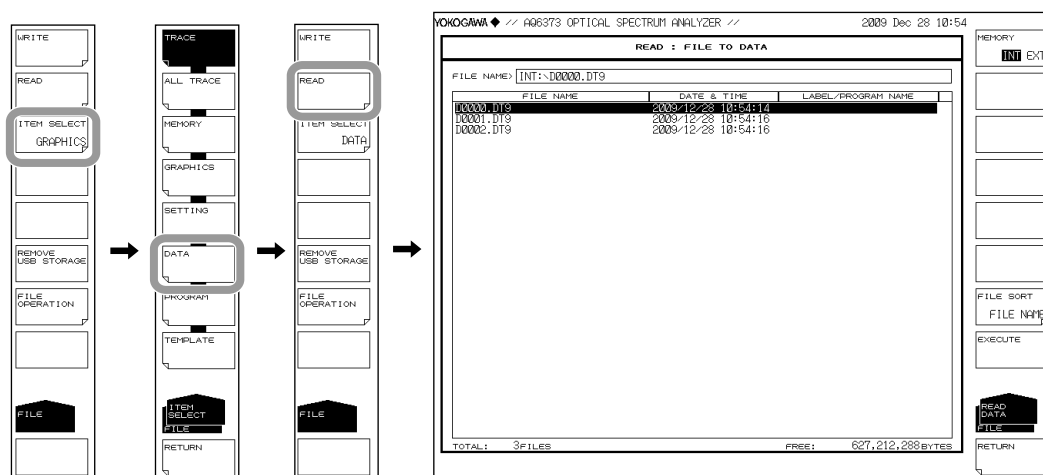 WRITE
READ
ITEM SELECT
GRAPHICS
REMOVE
USB STORAGE
FILE
OPERATION
FILE
TRACE
ALL TRACE
MEMORY
GRAPHICS
SETTING
DATA
PROGRAM
TEMPLATE
ITEM
SELECT
FILE
RETURN
WRITE
READ
ITEM SELECT
DATA
REMOVE
USB STORAGE
FILE
OPERATION
FILE
YOKOGAWA ◆ // AQ6373 OPTICAL SPECTRUM ANALYZER // 2009 Dec 28 10:54
READ : FILE TO DATA
FILE NAME> INT:\D0000.DT9
FILE NAME DATE & TIME LABEL/PROGRAM NAME
D0000.DT9 2009/12/28 10:54:14
D0001.DT9 2009/12/28 10:54:16
D0002.DT9 2009/12/28 10:54:16
TOTAL: 3FILES FREE: 627,212,288BYTES
MEMORY
INT EXT
FILE SORT
FILE NAME
EXECUTE
READ
DATA
FILE
RETURN